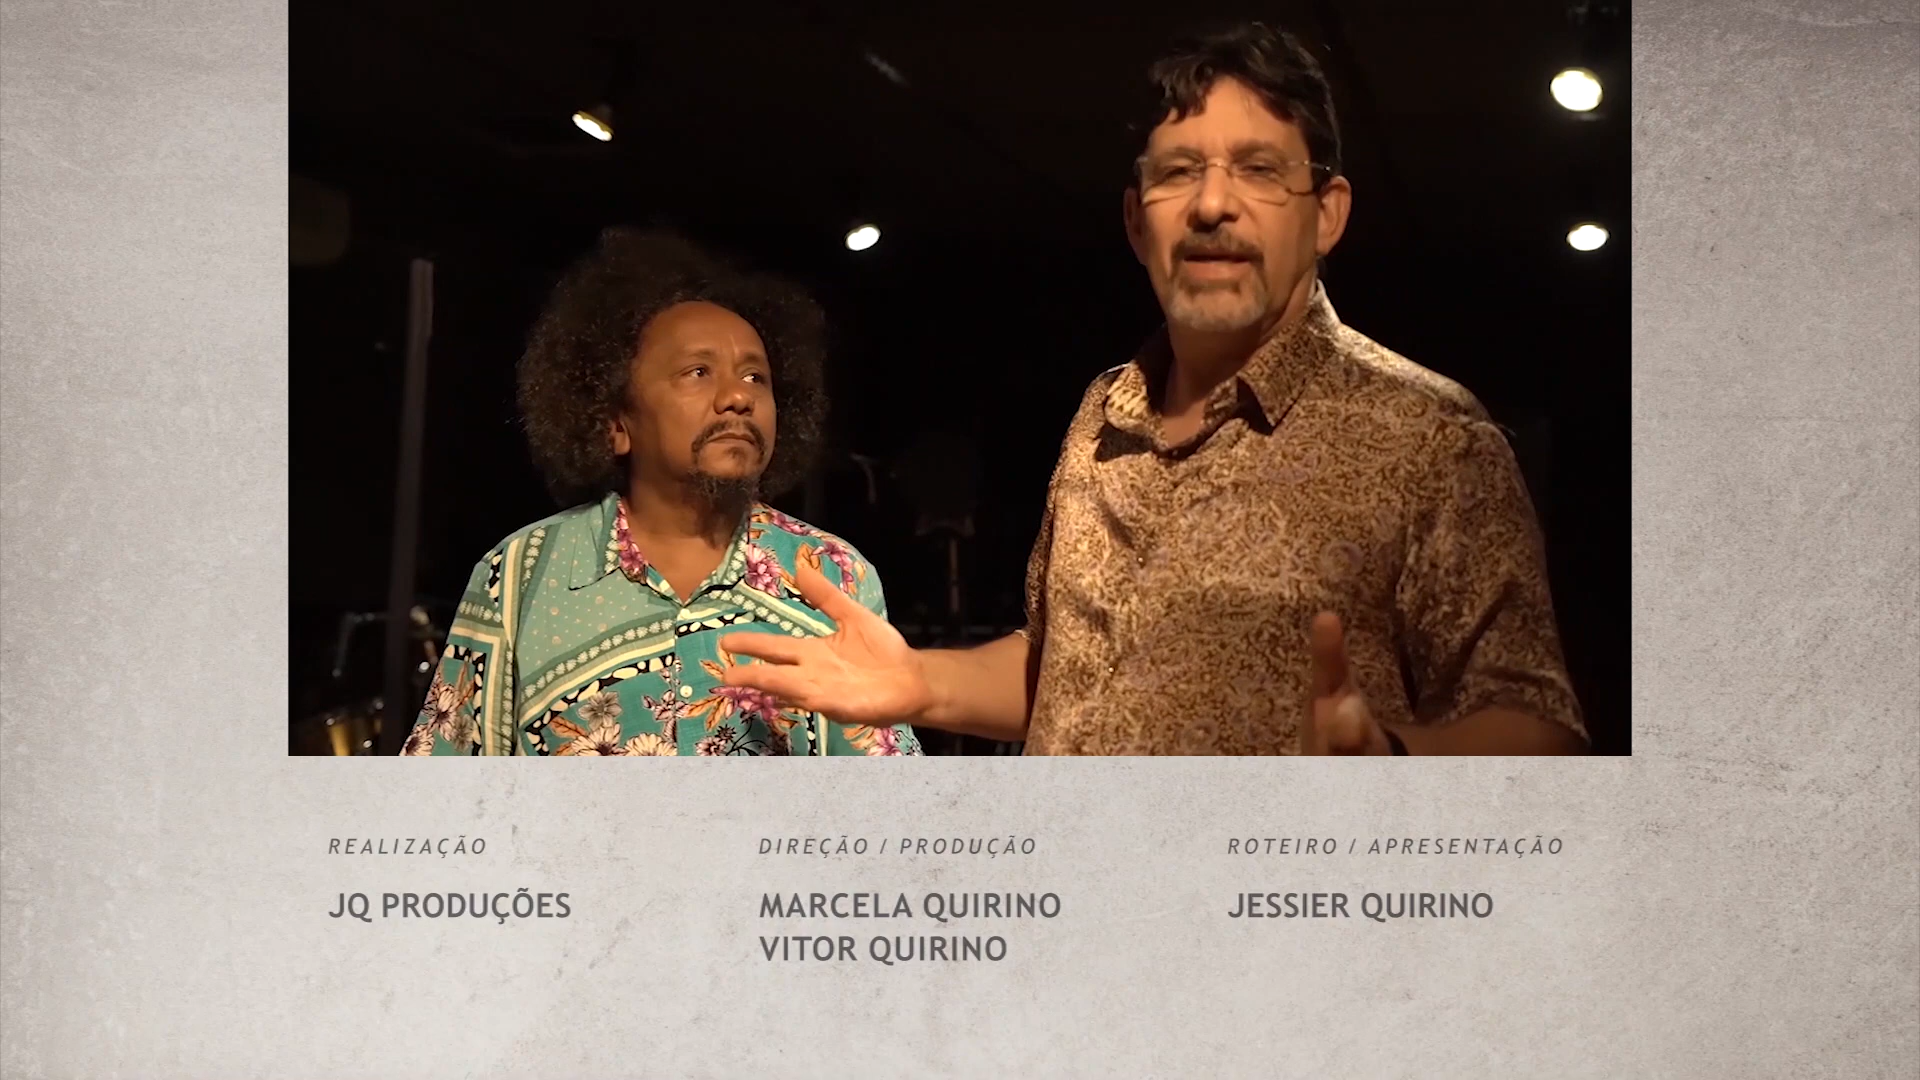 REALIZAÇÃO
JQ PRODUÇÕES
DIREÇÃO / PRODUÇÃO
MARCELA QUIRINO
VITOR QUIRINO
ROTEIRO / APRESENTAÇÃO
JESSIER QUIRINO